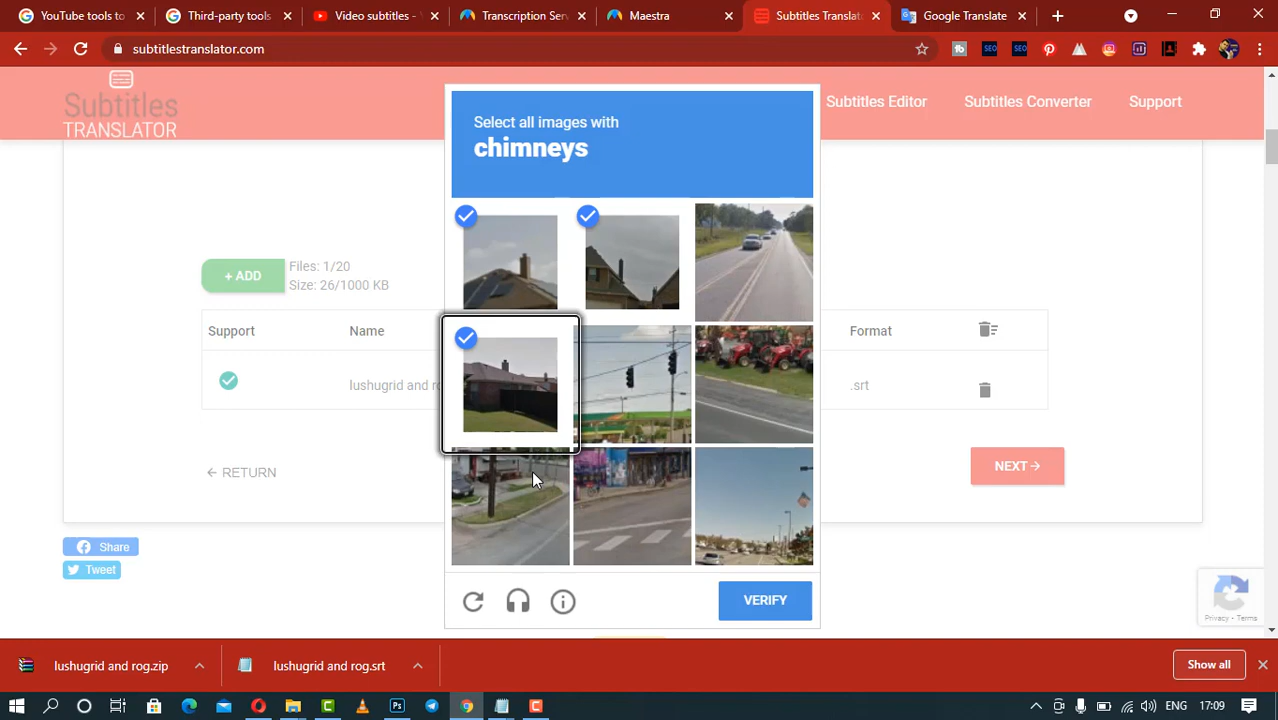 YouTube tools to
Third-party tools
Video subtitles -
Transcription Serv
Maestra
Subtitles Translat
Google Translate
subtitlestranslator.com
Subtitles
TRANSLATOR
Subtitles Editor
Subtitles Converter
Support
Select all images with
chimneys
+ ADD
Files: 1/20
Size: 26/1000 KB
Support
Name
Format
lushugrid and ro
.srt
← RETURN
NEXT →
Share
Tweet
VERIFY
Privacy - Terms
lushugrid and rog.zip
lushugrid and rog.srt
Show all
ENG
17:09